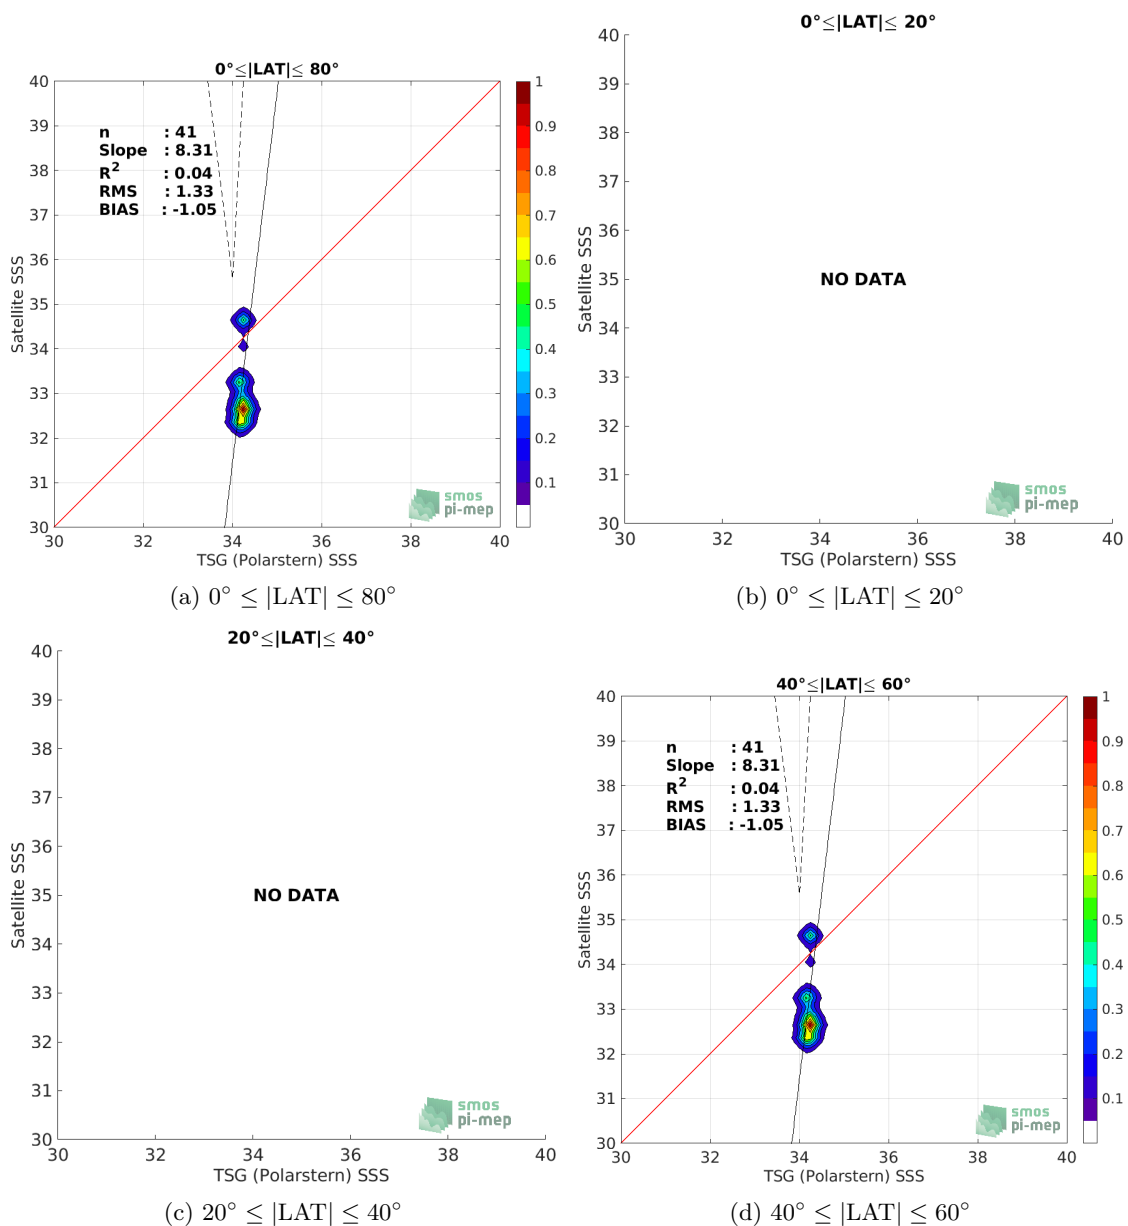 0°≤|LAT|≤ 80°
40
39
38
37
36
35
34
33
32
31
30
30
32
34
36
38
40
Satellite SSS
TSG (Polarstern) SSS
n : 41
Slope : 8.31
R² : 0.04
RMS : 1.33
BIAS : -1.05
1
0.9
0.8
0.7
0.6
0.5
0.4
0.3
0.2
0.1
smos
pi-mep
(a) 0° ≤ |LAT| ≤ 80°
0°≤|LAT|≤ 20°
40
39
38
37
36
35
34
33
32
31
30
30
32
34
36
38
40
Satellite SSS
TSG (Polarstern) SSS
NO DATA
smos
pi-mep
(b) 0° ≤ |LAT| ≤ 20°
20°≤|LAT|≤ 40°
40
39
38
37
36
35
34
33
32
31
30
30
32
34
36
38
40
Satellite SSS
TSG (Polarstern) SSS
NO DATA
smos
pi-mep
(c) 20° ≤ |LAT| ≤ 40°
40°≤|LAT|≤ 60°
40
39
38
37
36
35
34
33
32
31
30
30
32
34
36
38
40
Satellite SSS
TSG (Polarstern) SSS
n : 41
Slope : 8.31
R² : 0.04
RMS : 1.33
BIAS : -1.05
1
0.9
0.8
0.7
0.6
0.5
0.4
0.3
0.2
0.1
smos
pi-mep
(d) 40° ≤ |LAT| ≤ 60°